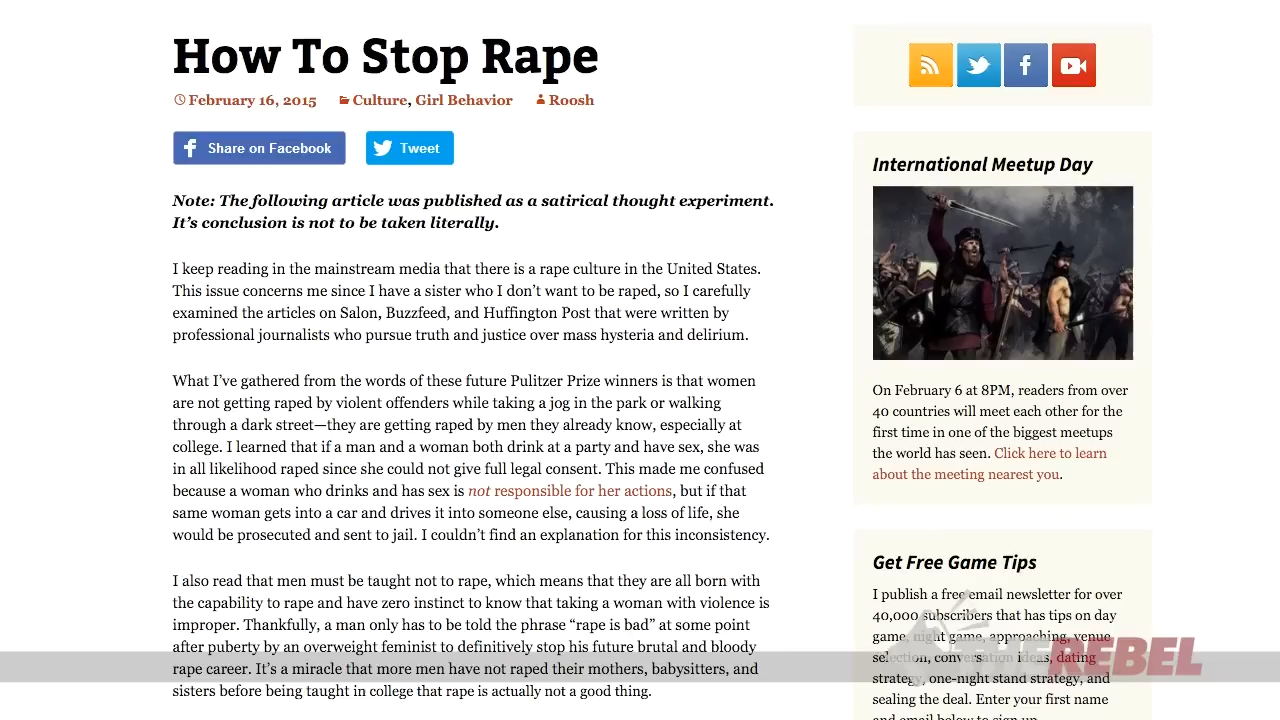 How To Stop Rape
February 16, 2015 Culture, Girl Behavior Roosh
Share on Facebook Tweet
Note: The following article was published as a satirical thought experiment.
It’s conclusion is not to be taken literally.
I keep reading in the mainstream media that there is a rape culture in the United States.
This issue concerns me since I have a sister who I don’t want to be raped, so I carefully
examined the articles on Salon, Buzzfeed, and Huffington Post that were written by
professional journalists who pursue truth and justice over mass hysteria and delirium.
What I’ve gathered from the words of these future Pulitzer Prize winners is that women
are not getting raped by violent offenders while taking a jog in the park or walking
through a dark street—they are getting raped by men they already know, especially at
college. I learned that if a man and a woman both drink at a party and have sex, she was
in all likelihood raped since she could not give full legal consent. This made me confused
because a woman who drinks and has sex is not responsible for her actions, but if that
same woman gets into a car and drives it into someone else, causing a loss of life, she
would be prosecuted and sent to jail. I couldn’t find an explanation for this inconsistency.
I also read that men must be taught not to rape, which means that they are all born with
the capability to rape and have zero instinct to know that taking a woman with violence is
improper. Thankfully, a man only has to be told the phrase “rape is bad” at some point
after puberty by an overweight feminist to definitively stop his future brutal and bloody
rape career. It’s a miracle that more men have not raped their mothers, babysitters, and
sisters before being taught in college that rape is actually not a good thing.
International Meetup Day
On February 6 at 8PM, readers from over
40 countries will meet each other for the
first time in one of the biggest meetups
the world has seen. Click here to learn
about the meeting nearest you.
Get Free Game Tips
I publish a free email newsletter for over
40,000 subscribers that has tips on day
game, night game, approaching, venue
selection, conversation ideas, dating
strategy, one-night stand strategy, and
sealing the deal. Enter your first name
and email below to sign up
THE REBEL